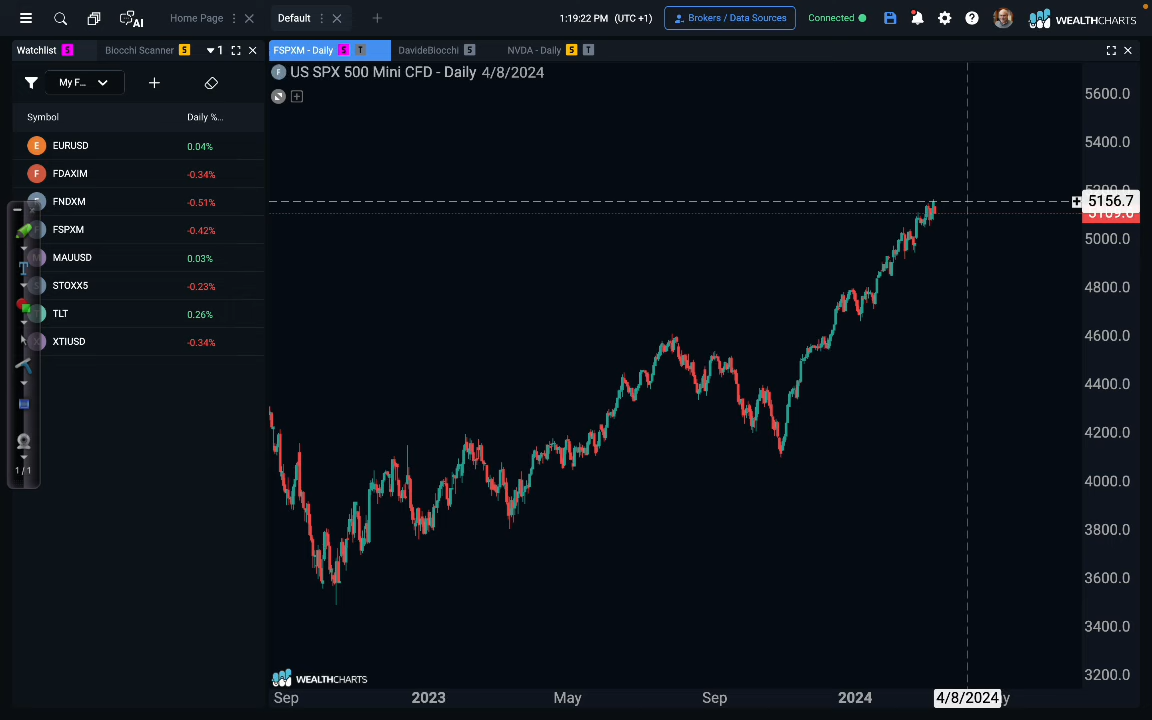 AI
Home Page
Default
1:19:22 PM (UTC +1)
Brokers / Data Sources
Connected
WEALTHCHARTS
Watchlist S
Biocchi Scanner S
1
FSPXM - Daily S T
DavideBiocchi S
NVDA - Daily S T
My F...
F US SPX 500 Mini CFD - Daily 4/8/2024
Symbol Daily %...
E EURUSD 0.04%
F FDAXIM -0.34%
FNDXM -0.51%
FSPXM -0.42%
MAUUSD 0.03%
STOXX5 -0.23%
TLT 0.26%
XTIUSD -0.34%
T
1 / 1
5600.0
5400.0
5156.7
5000.0
4800.0
4600.0
4400.0
4200.0
4000.0
3800.0
3600.0
3400.0
3200.0
WEALTHCHARTS
Sep 2023 May Sep 2024 4/8/2024